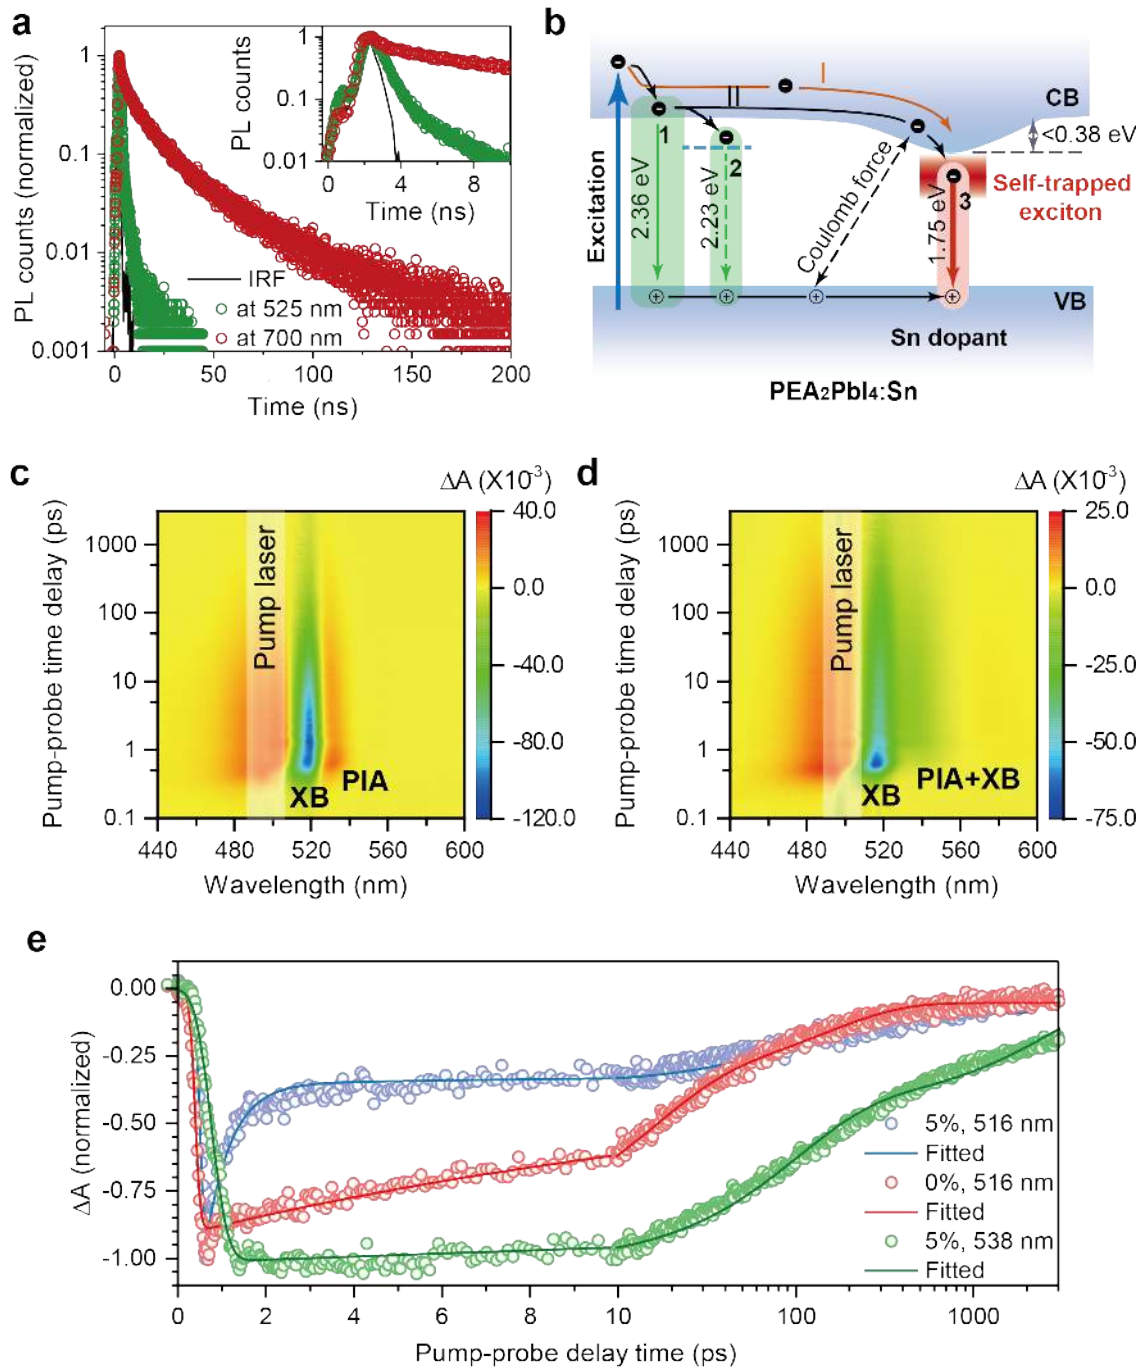 a
PL counts (normalized)
1
0.1
0.01
0.001
0
50
100
150
200
Time (ns)
IRF
at 525 nm
at 700 nm
PL counts
1
0.1
0.01
0
4
8
Time (ns)
b
Excitation
I
II
CB
<0.38 eV
1
2
3
2.36 eV
2.23 eV
1.75 eV
Coulomb force
Self-trapped
exciton
VB
Sn dopant
PEA₂PbI₄:Sn
c
ΔA (X10⁻³)
Pump-probe time delay (ps)
1000
100
10
1
0.1
Pump laser
XB
PIA
440 480 520 560 600
Wavelength (nm)
40.0
0.0
-40.0
-80.0
-120.0
d
ΔA (X10⁻³)
Pump-probe time delay (ps)
1000
100
10
1
0.1
Pump laser
XB
PIA+XB
440 480 520 560 600
Wavelength (nm)
25.0
0.0
-25.0
-50.0
-75.0
e
ΔA (normalized)
0.00
-0.25
-0.50
-0.75
-1.00
5%, 516 nm
Fitted
0%, 516 nm
Fitted
5%, 538 nm
Fitted
0 2 4 6 8 10 100 1000
Pump-probe delay time (ps)